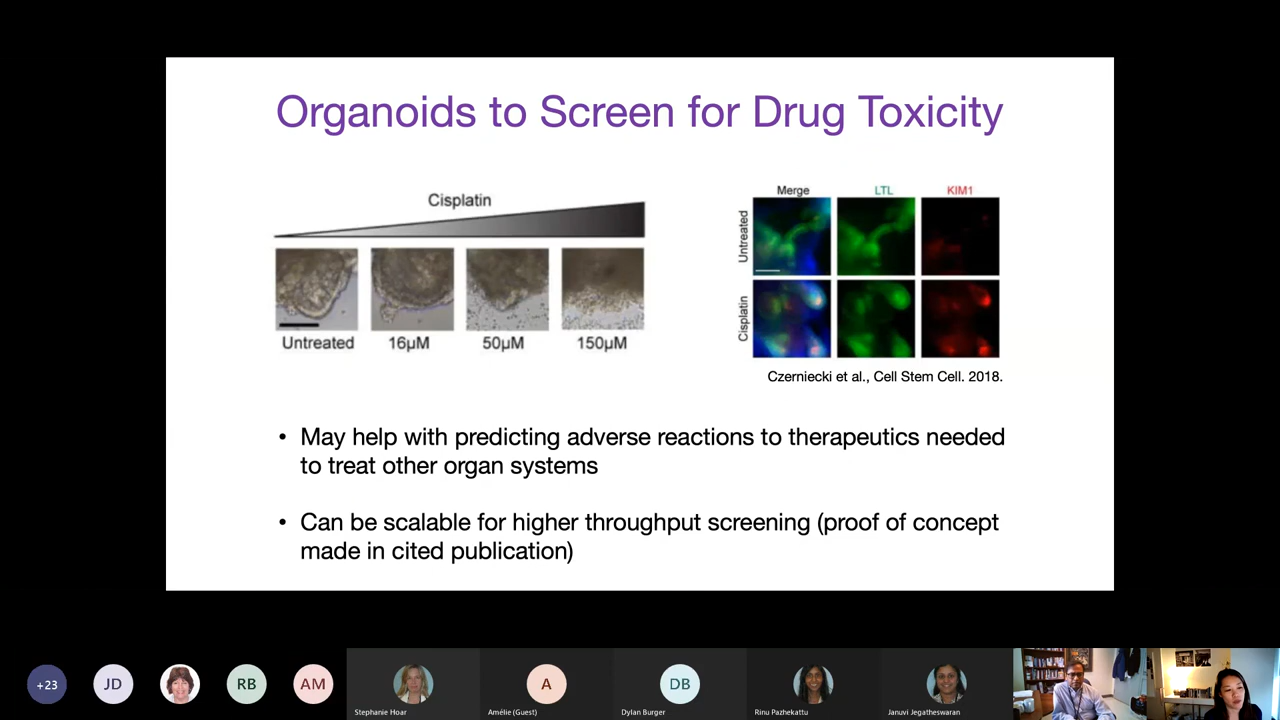 Organoids to Screen for Drug Toxicity
Cisplatin
Untreated
16µM
50µM
150µM
Merge
LTL
KIM1
Untreated
Cisplatin
Czerniecki et al., Cell Stem Cell. 2018.
• May help with predicting adverse reactions to therapeutics needed
to treat other organ systems
• Can be scalable for higher throughput screening (proof of concept
made in cited publication)
+23
JD
RB
AM
A
DB
Stephanie Hoar
Amélie (Guest)
Dylan Burger
Rinu Pazhekattu
Januvi Jegatheswaran